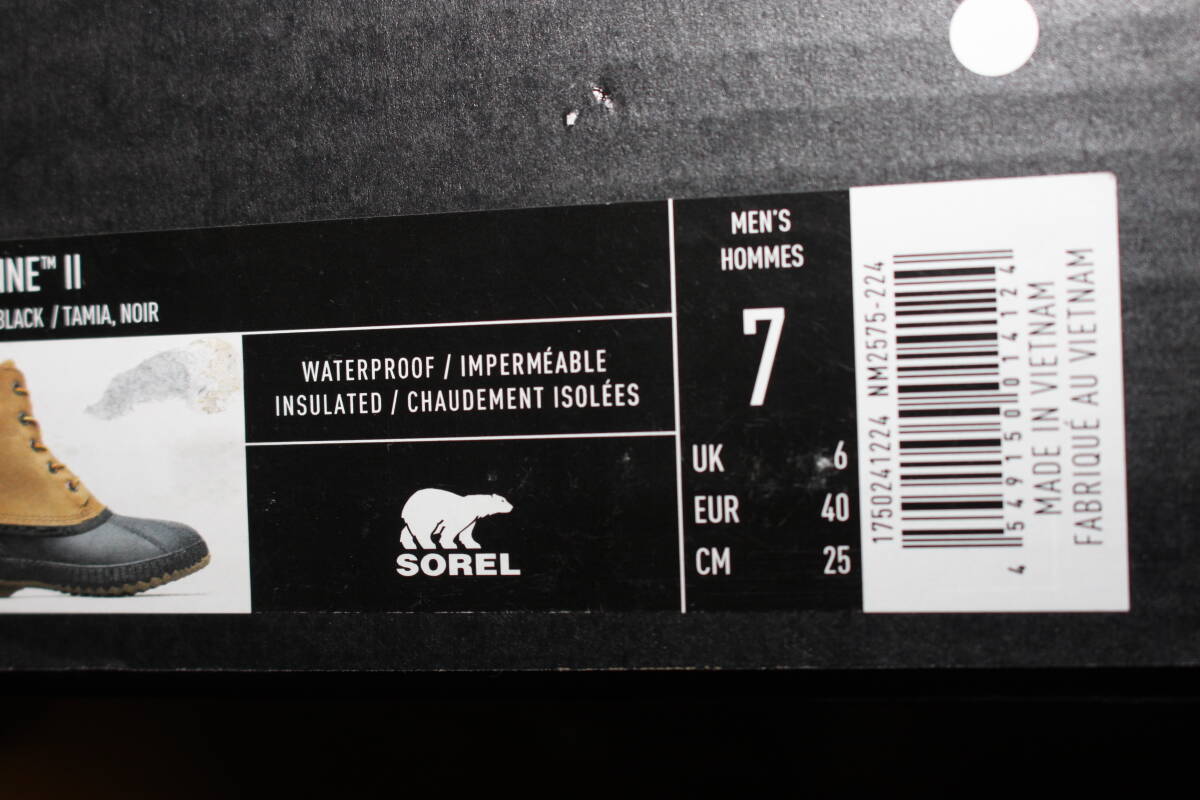 INE™ II
BLACK / TAMIA, NOIR
WATERPROOF / IMPERMÉABLE
INSULATED / CHAUDEMENT ISOLÉES
SOREL
MEN'S
HOMMES
7
UK 6
EUR 40
CM 25
1750241224 NM2575-224
4 549150 014124
MADE IN VIETNAM
FABRIQUÉ AU VIETNAM